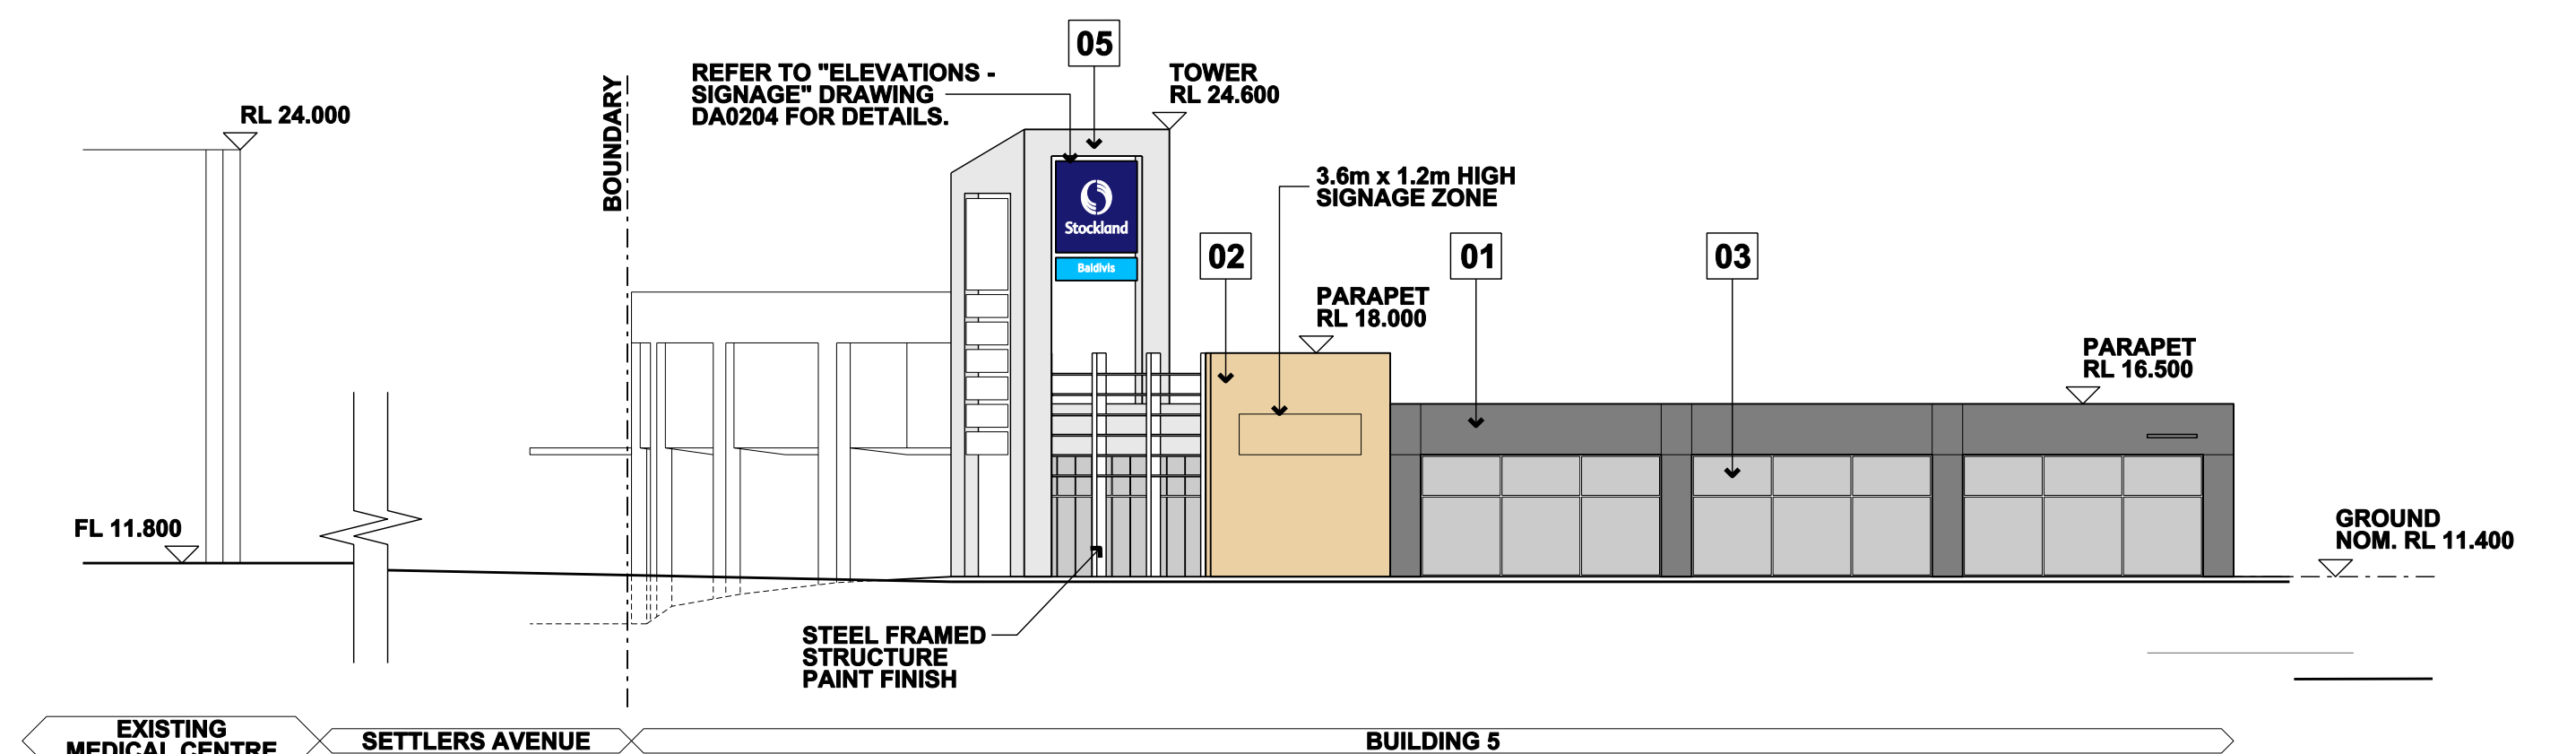 05
REFER TO "ELEVATIONS -
SIGNAGE" DRAWING
DA0204 FOR DETAILS.
TOWER
RL 24.600
RL 24.000
BOUNDARY
3.6m x 1.2m HIGH
SIGNAGE ZONE
Stockland
Baldivis
02
01
03
PARAPET
RL 18.000
PARAPET
RL 16.500
FL 11.800
GROUND
NOM. RL 11.400
STEEL FRAMED
STRUCTURE
PAINT FINISH
EXISTING
MEDICAL CENTRE
SETTLERS AVENUE
BUILDING 5